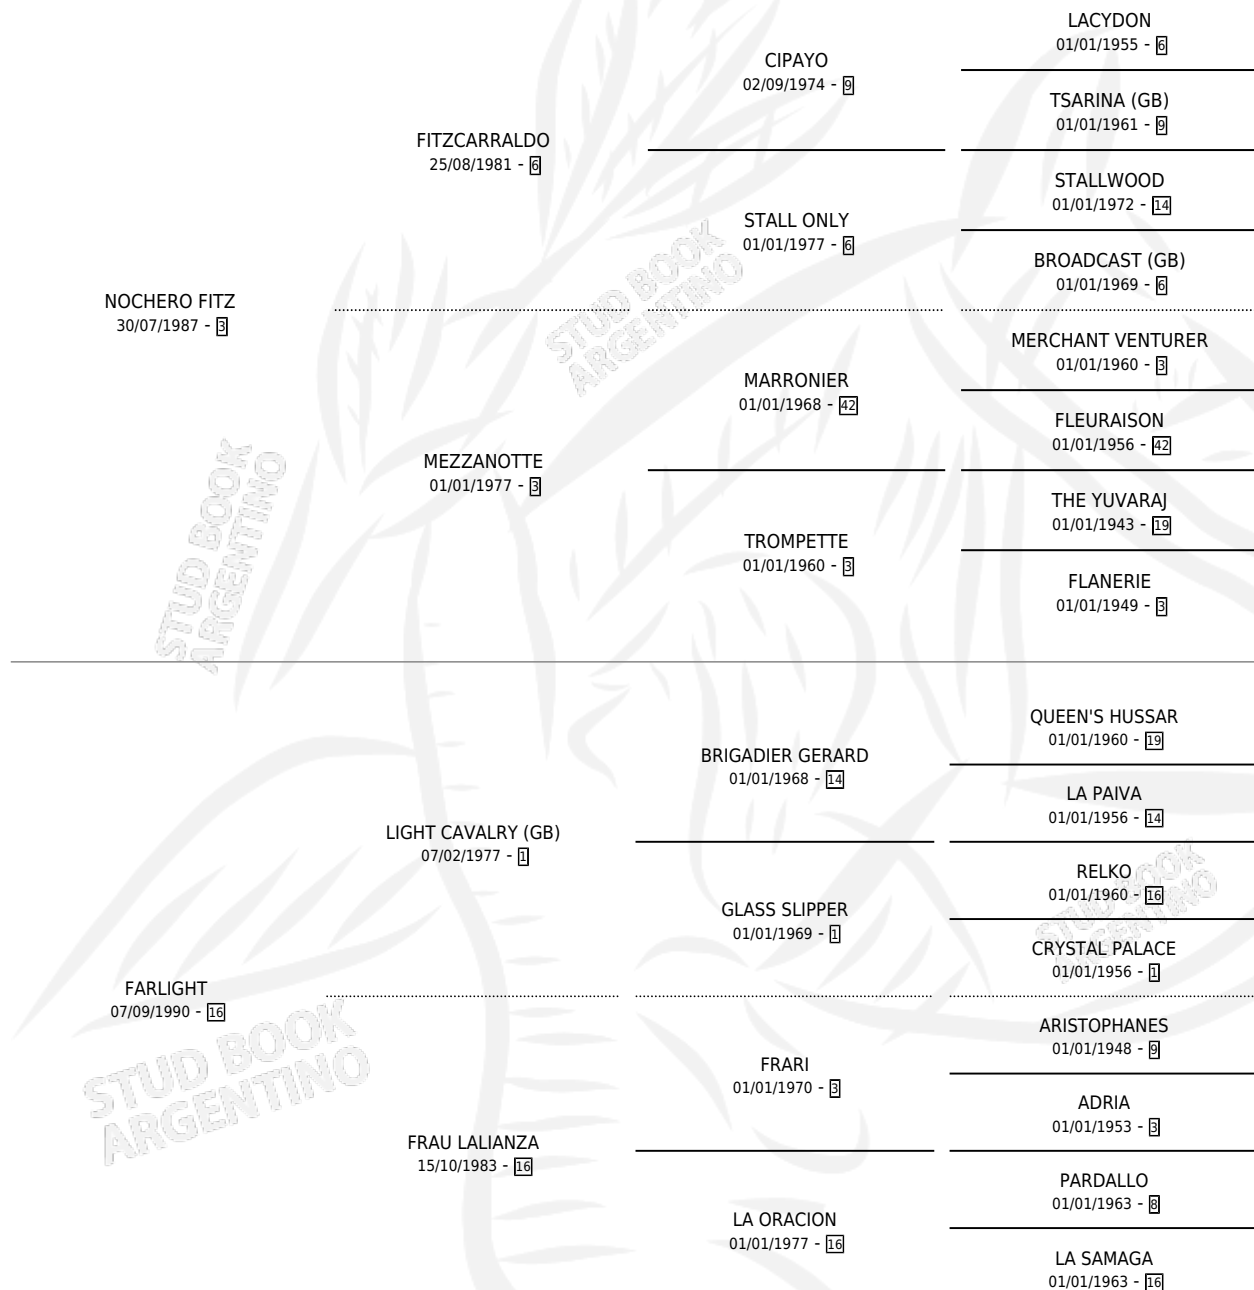 LACYDON
01/01/1955 - 6
CIPAYO
02/09/1974 - 9
TSARINA (GB)
01/01/1961 - 9
FITZCARRALDO
25/08/1981 - 6
STALLWOOD
01/01/1972 - 14
STALL ONLY
01/01/1977 - 6
BROADCAST (GB)
01/01/1969 - 6
NOCHERO FITZ
30/07/1987 - 3
STUD BOOK
ARGENTINO
MERCHANT VENTURER
01/01/1960 - 3
MARRONIER
01/01/1968 - 42
FLEURAISON
01/01/1956 - 42
MEZZANOTTE
01/01/1977 - 3
THE YUVARAJ
01/01/1943 - 19
TROMPETTE
01/01/1960 - 3
FLANERIE
01/01/1949 - 3
STUD BOOK
ARGENTINO
QUEEN'S HUSSAR
01/01/1960 - 19
BRIGADIER GERARD
01/01/1968 - 14
LA PAIVA
01/01/1956 - 14
LIGHT CAVALRY (GB)
07/02/1977 - 1
RELKO
01/01/1960 - 16
GLASS SLIPPER
01/01/1969 - 1
CRYSTAL PALACE
01/01/1956 - 1
STUD BOOK
ARGENTINO
FARLIGHT
07/09/1990 - 16
ARISTOPHANES
01/01/1948 - 9
FRARI
01/01/1970 - 3
ADRIA
01/01/1953 - 3
STUD BOOK
ARGENTINO
FRAU LALIANZA
15/10/1983 - 16
PARDALLO
01/01/1963 - 8
LA ORACION
01/01/1977 - 16
LA SAMAGA
01/01/1963 - 16